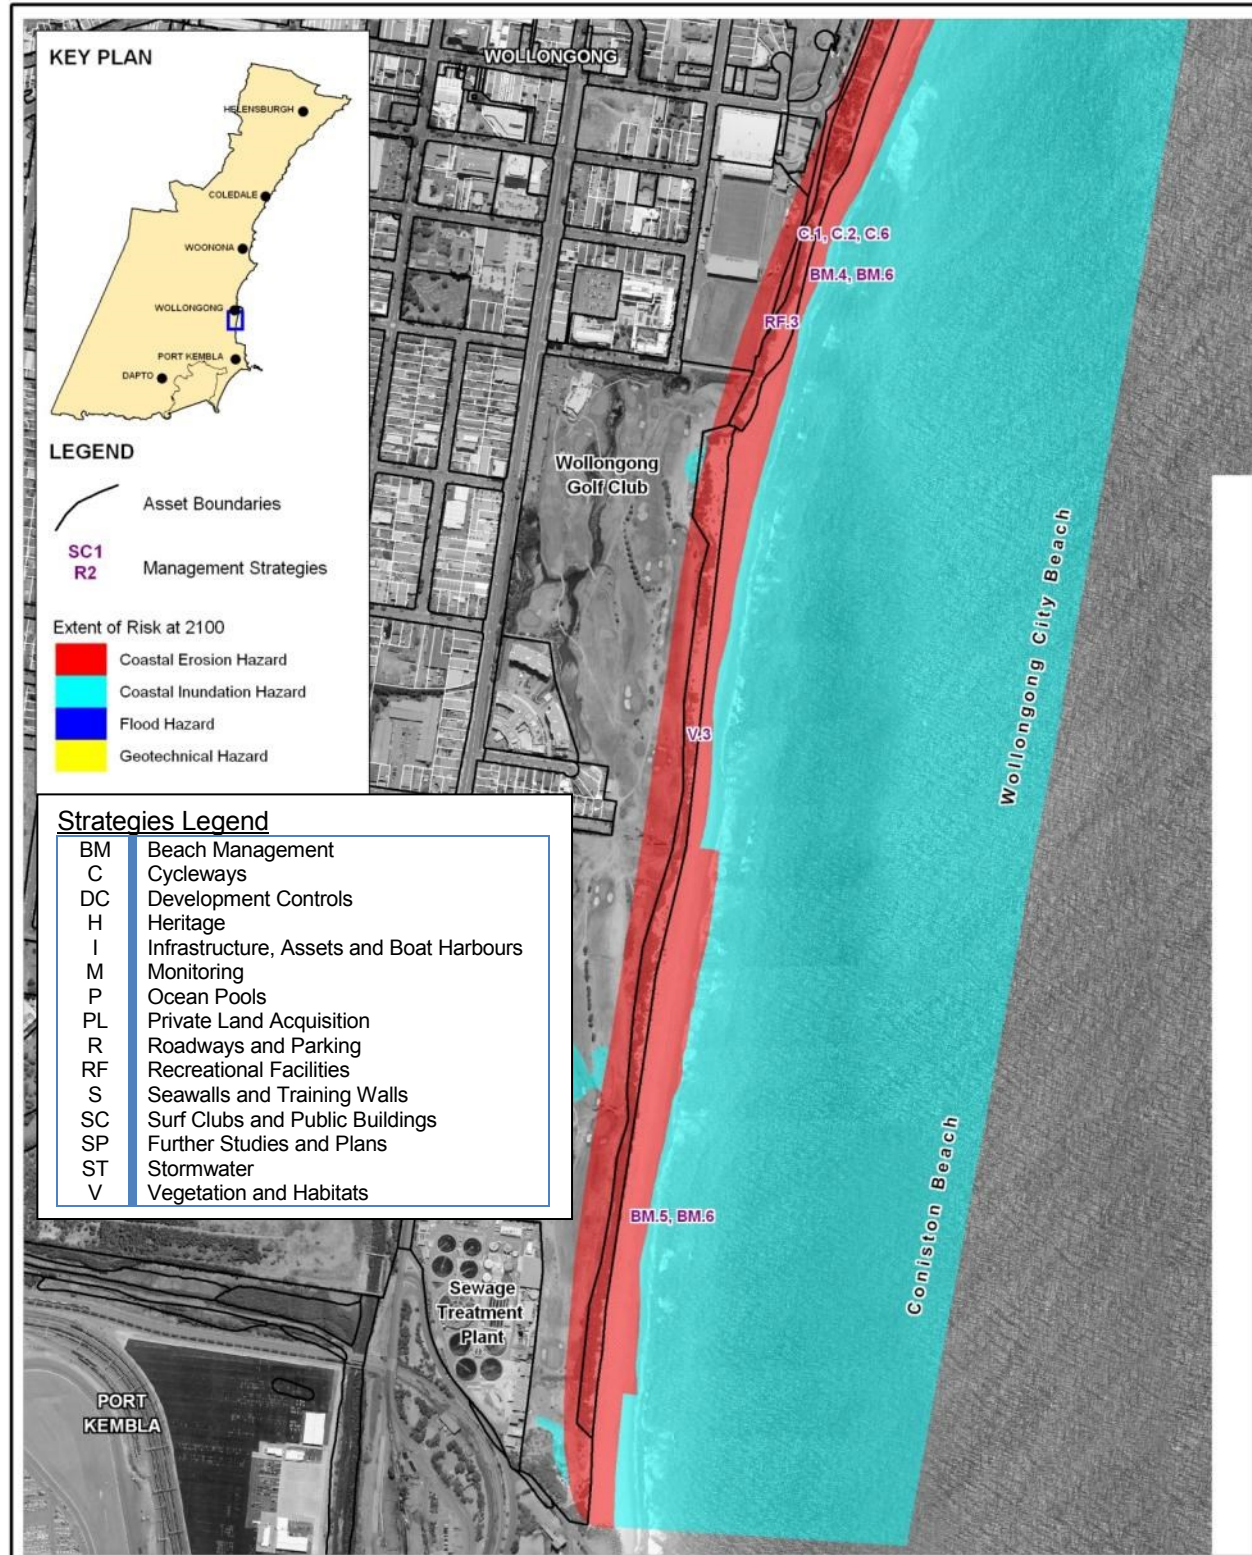 KEY PLAN
HELENSBURGH
COLEDALE
WOONONA
WOLLONGONG
PORT KEMBLA
DAPTO
LEGEND
Asset Boundaries
SC1
R2
Management Strategies
Extent of Risk at 2100
Coastal Erosion Hazard
Coastal Inundation Hazard
Flood Hazard
Geotechnical Hazard
Strategies Legend
BM Beach Management
C Cycleways
DC Development Controls
H Heritage
I Infrastructure, Assets and Boat Harbours
M Monitoring
P Ocean Pools
PL Private Land Acquisition
R Roadways and Parking
RF Recreational Facilities
S Seawalls and Training Walls
SC Surf Clubs and Public Buildings
SP Further Studies and Plans
ST Stormwater
V Vegetation and Habitats
WOLLONGONG
C.1, C.2, C.6
BM.4, BM.6
RF.3
Wollongong
Golf Club
Wollongong City Beach
V.3
Coniston Beach
BM.5, BM.6
Sewage
Treatment
Plant
PORT
KEMBLA